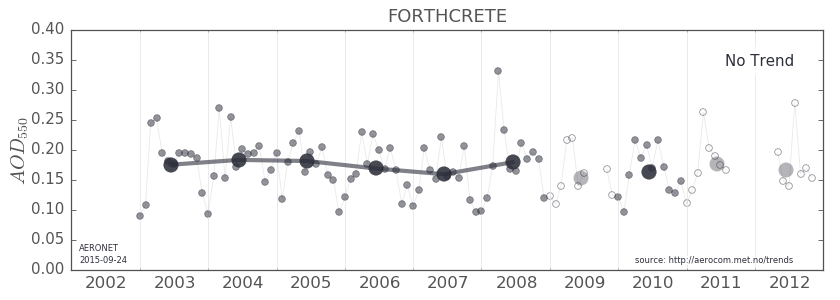 FORTHCRETE
0.40
0.35
0.30
0.25
0.20
0.15
0.10
0.05
0.00
AOD550
No Trend
AERONET
2015-09-24
source: http://aerocom.met.no/trends
2002 2003 2004 2005 2006 2007 2008 2009 2010 2011 2012